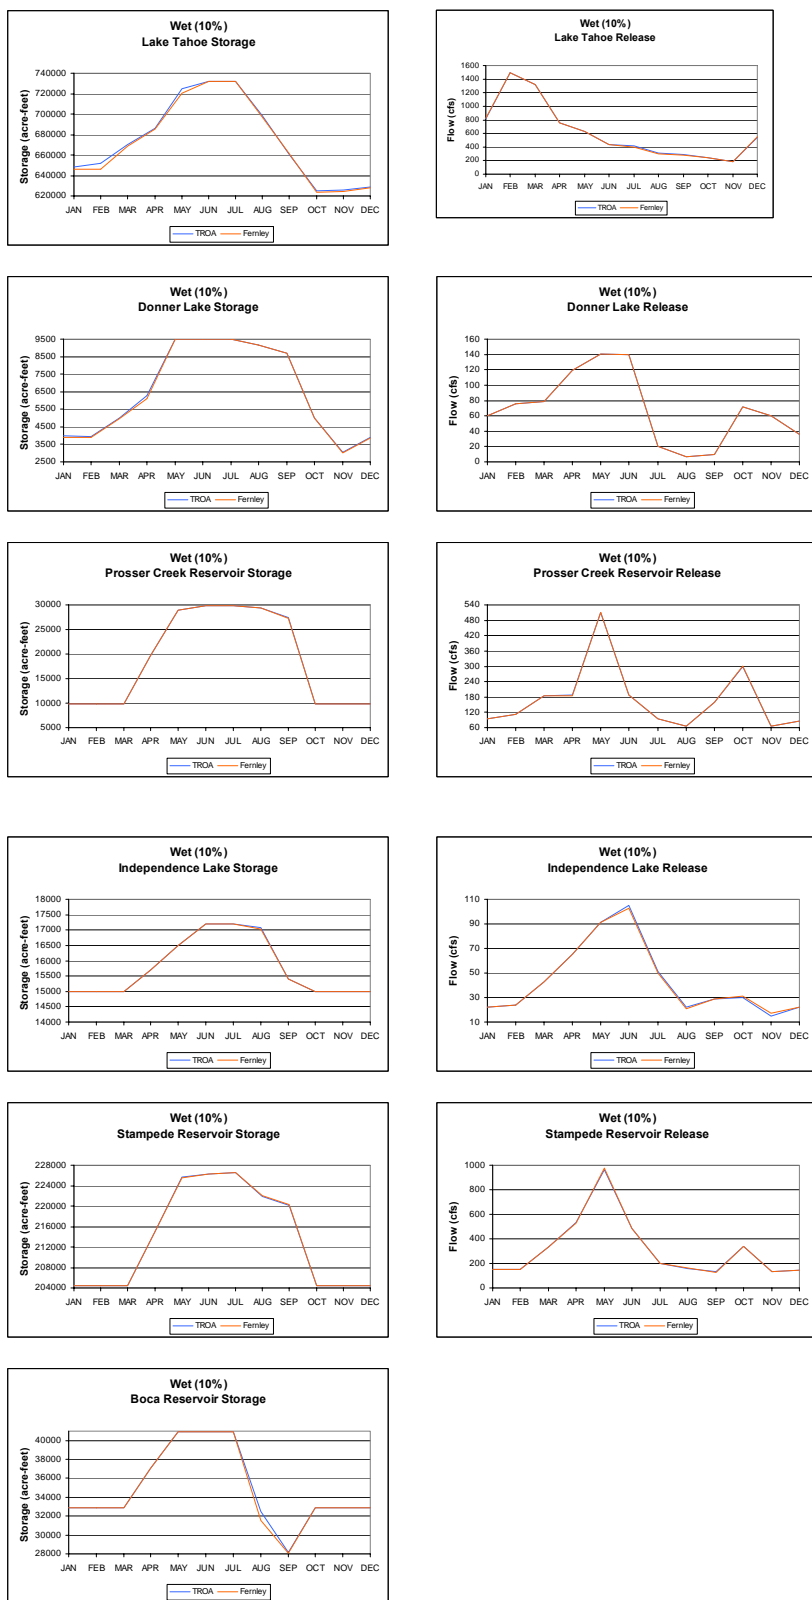 Wet (10%)
Lake Tahoe Storage
Storage (acre-feet)
740000
720000
700000
680000
660000
640000
620000
JAN FEB MAR APR MAY JUN JUL AUG SEP OCT NOV DEC
TROA Fernley
Wet (10%)
Lake Tahoe Release
Flow (cfs)
1600
1400
1200
1000
800
600
400
200
0
JAN FEB MAR APR MAY JUN JUL AUG SEP OCT NOV DEC
TROA Fernley
Wet (10%)
Donner Lake Storage
Storage (acre-feet)
9500
8500
7500
6500
5500
4500
3500
2500
JAN FEB MAR APR MAY JUN JUL AUG SEP OCT NOV DEC
TROA Fernley
Wet (10%)
Donner Lake Release
Flow (cfs)
160
140
120
100
80
60
40
20
0
JAN FEB MAR APR MAY JUN JUL AUG SEP OCT NOV DEC
TROA Fernley
Wet (10%)
Prosser Creek Reservoir Storage
Storage (acre-feet)
30000
25000
20000
15000
10000
5000
JAN FEB MAR APR MAY JUN JUL AUG SEP OCT NOV DEC
TROA Fernley
Wet (10%)
Prosser Creek Reservoir Release
Flow (cfs)
540
480
420
360
300
240
180
120
60
JAN FEB MAR APR MAY JUN JUL AUG SEP OCT NOV DEC
TROA Fernley
Wet (10%)
Independence Lake Storage
Storage (acre-feet)
18000
17500
17000
16500
16000
15500
15000
14500
14000
JAN FEB MAR APR MAY JUN JUL AUG SEP OCT NOV DEC
TROA Fernley
Wet (10%)
Independence Lake Release
Flow (cfs)
110
90
70
50
30
10
JAN FEB MAR APR MAY JUN JUL AUG SEP OCT NOV DEC
TROA Fernley
Wet (10%)
Stampede Reservoir Storage
Storage (acre-feet)
228000
224000
220000
216000
212000
208000
204000
JAN FEB MAR APR MAY JUN JUL AUG SEP OCT NOV DEC
TROA Fernley
Wet (10%)
Stampede Reservoir Release
Flow (cfs)
1000
800
600
400
200
0
JAN FEB MAR APR MAY JUN JUL AUG SEP OCT NOV DEC
TROA Fernley
Wet (10%)
Boca Reservoir Storage
Storage (acre-feet)
40000
38000
36000
34000
32000
30000
28000
JAN FEB MAR APR MAY JUN JUL AUG SEP OCT NOV DEC
TROA Fernley